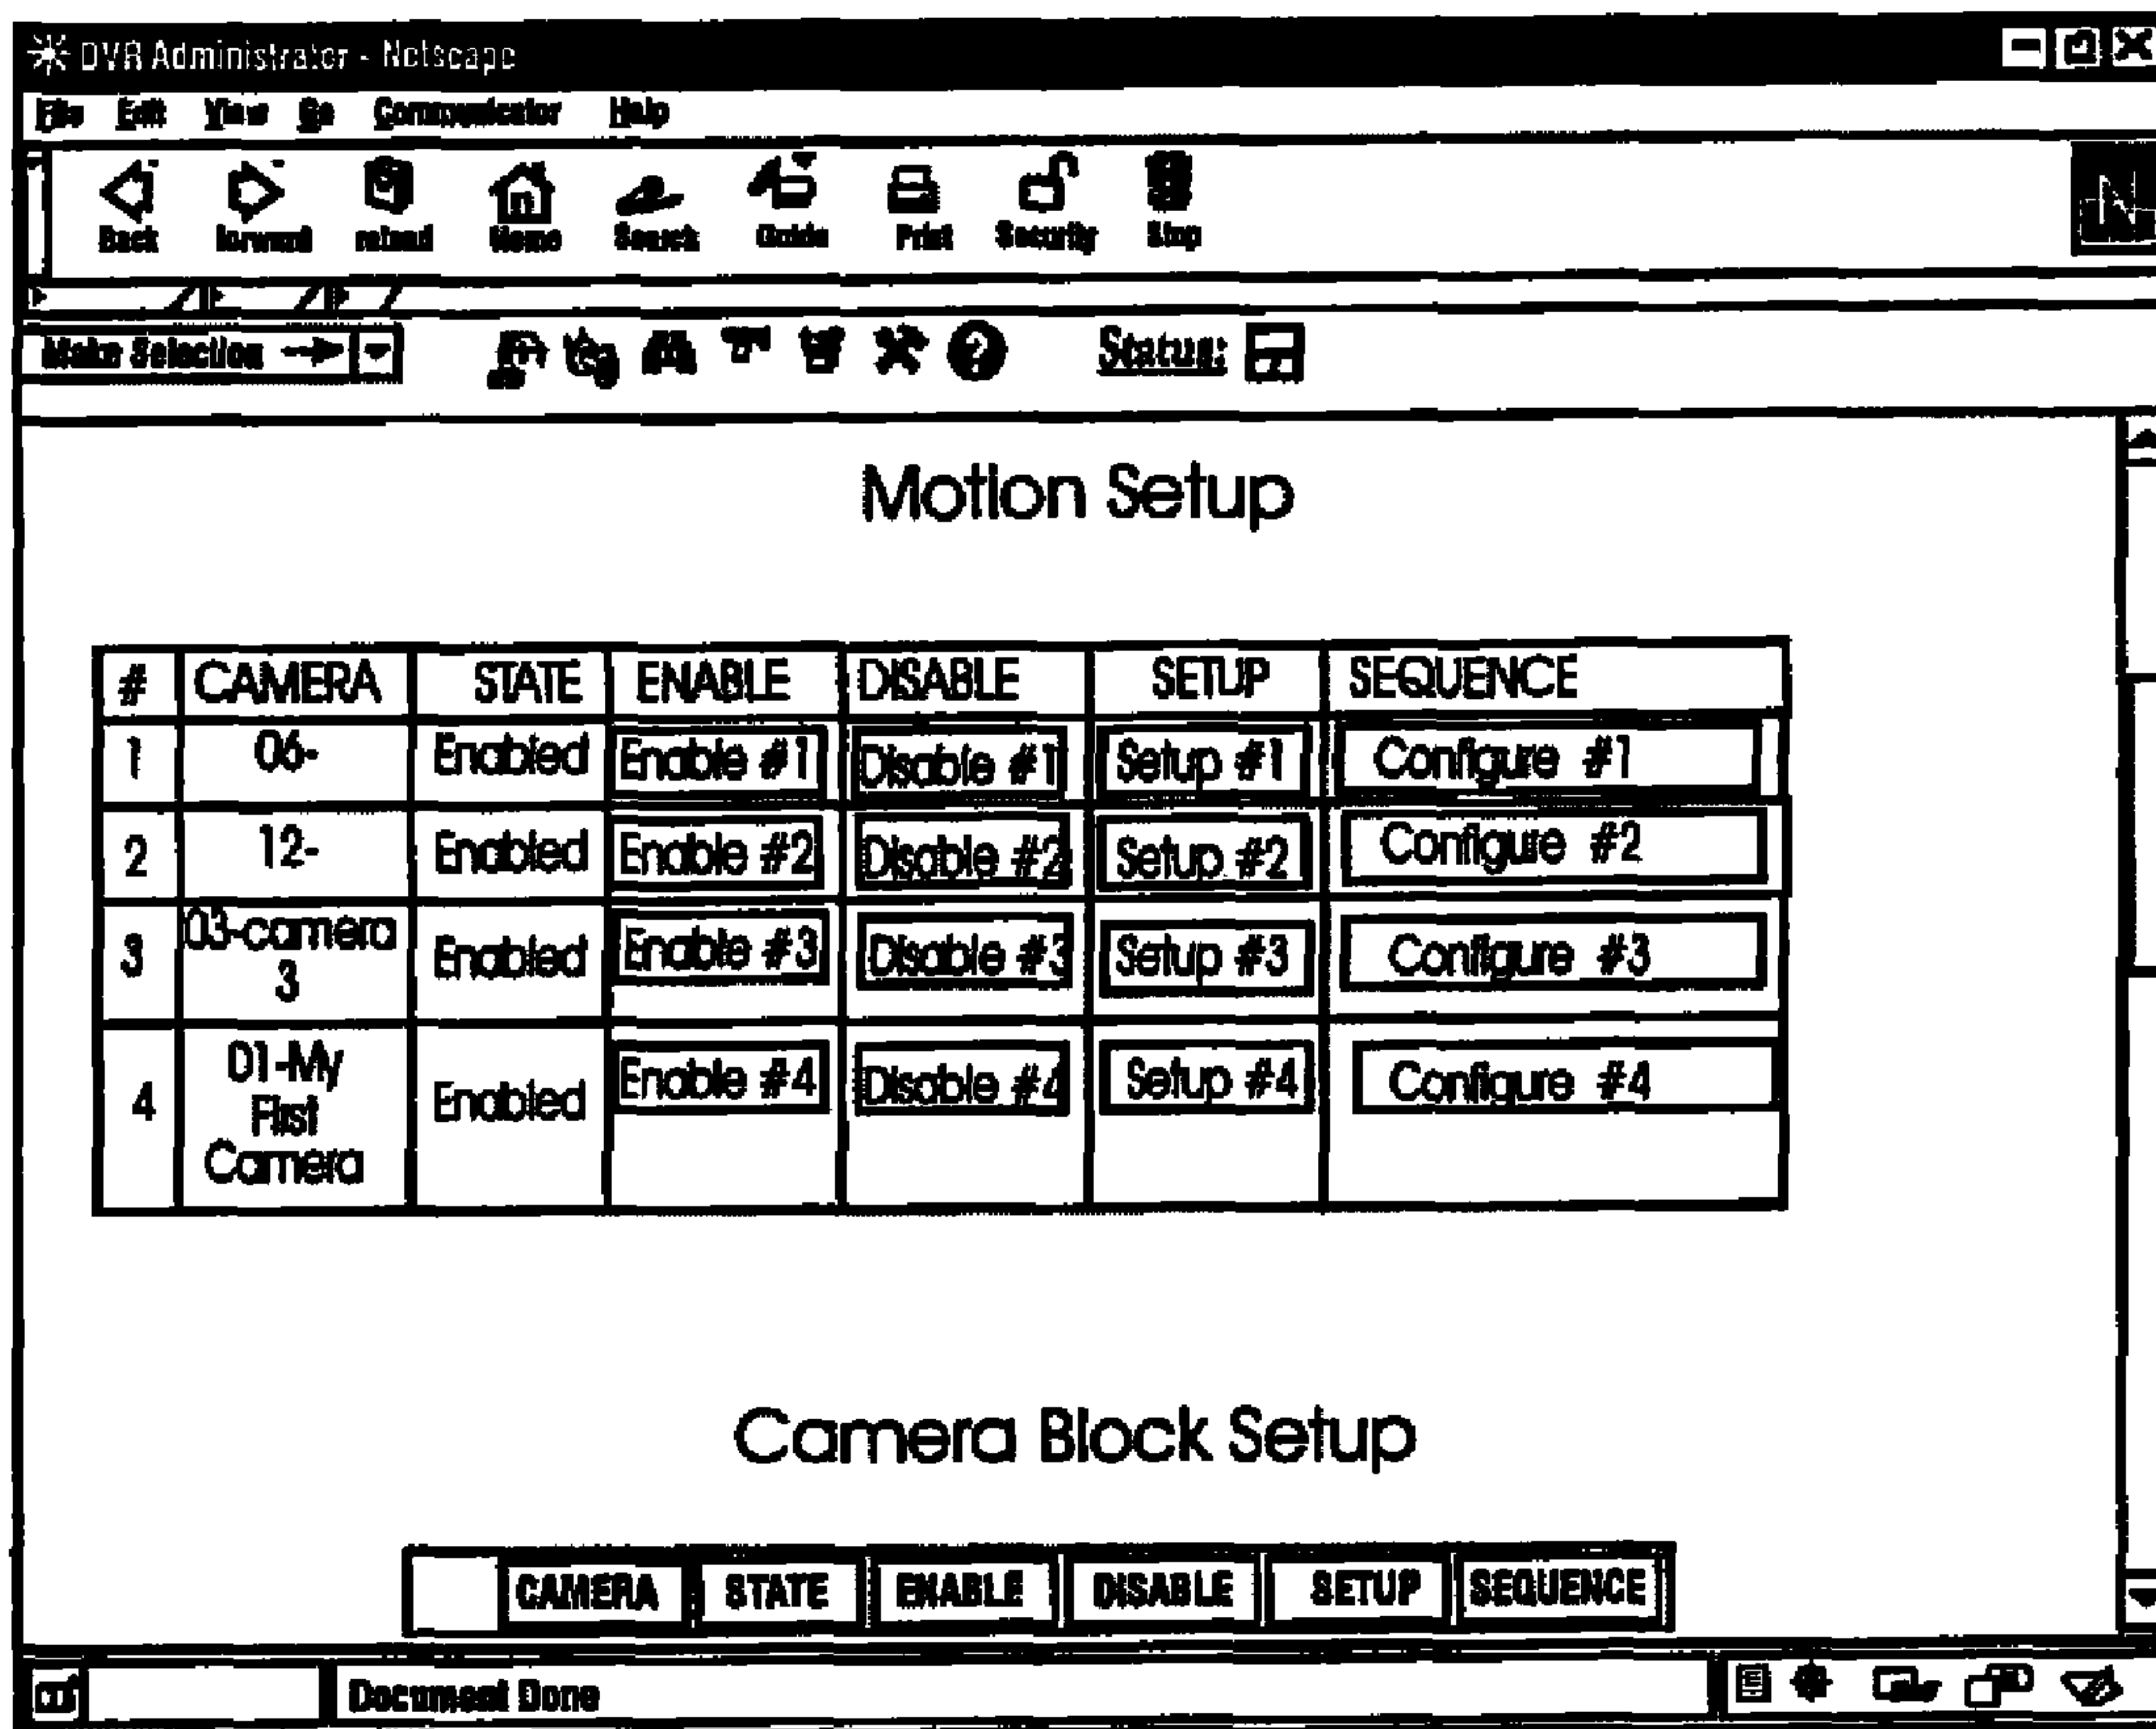 DVR Administrator - Netscape
File Edit View Go Communicator Help
Back forward reload Home Search Guide Print Security Stop
N
Make Selection
Status:
Motion Setup
# CAMERA STATE ENABLE DISABLE SETUP SEQUENCE
1 06- Enabled Enable #1 Disable #1 Setup #1 Configure #1
2 12- Enabled Enable #2 Disable #2 Setup #2 Configure #2
3 03-camera 3 Enabled Enable #3 Disable #3 Setup #3 Configure #3
4 01-My First Camera Enabled Enable #4 Disable #4 Setup #4 Configure #4
Camera Block Setup
CAMERA STATE ENABLE DISABLE SETUP SEQUENCE
Document Done